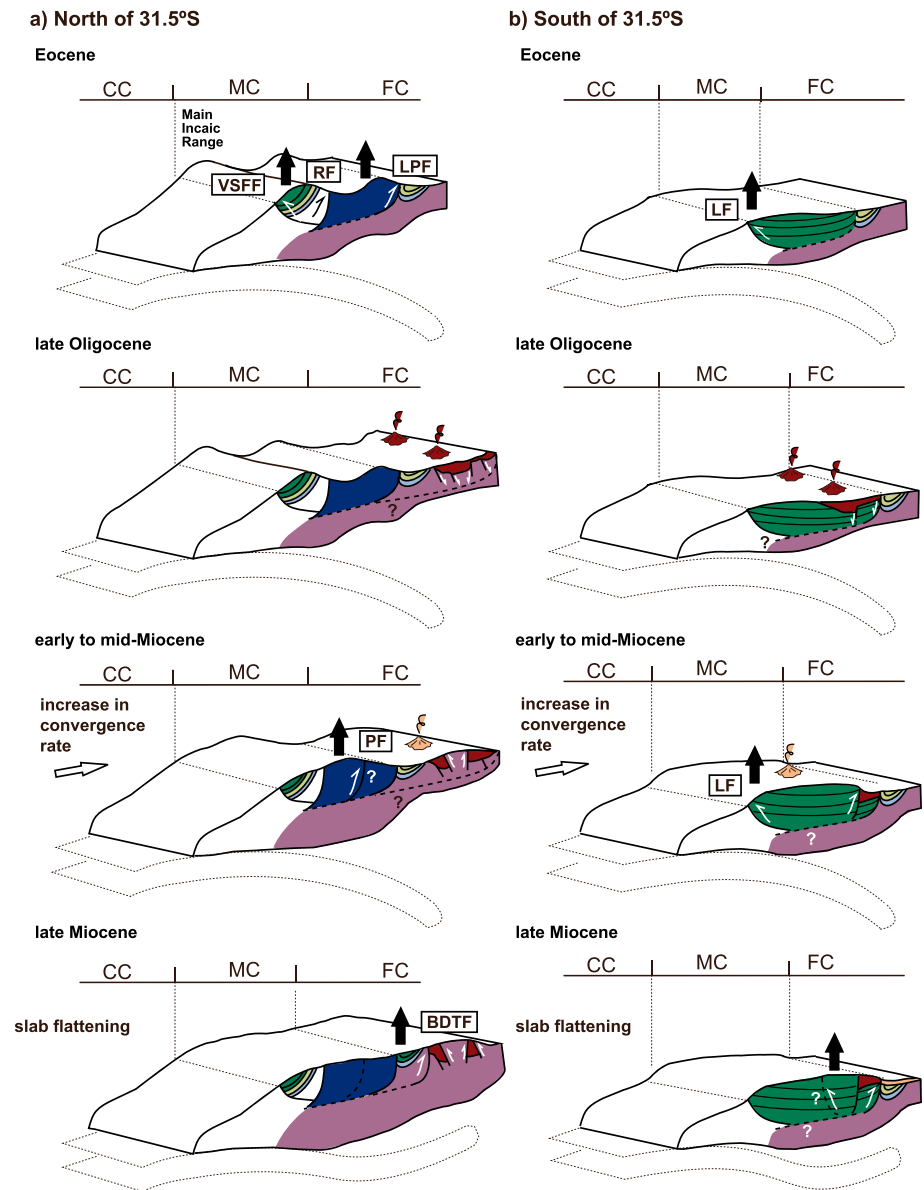 a) North of 31.5ºS
Eocene
CC MC FC
Main
Incaic
Range
VSFF RF LPF
late Oligocene
CC MC FC
?
early to mid-Miocene
CC MC FC
increase in
convergence
rate
PF
?
?
late Miocene
CC MC FC
slab flattening
BDTF
b) South of 31.5ºS
Eocene
CC MC FC
LF
late Oligocene
CC MC FC
?
early to mid-Miocene
CC MC FC
increase in
convergence
rate
LF
?
late Miocene
CC MC FC
slab flattening
?
?